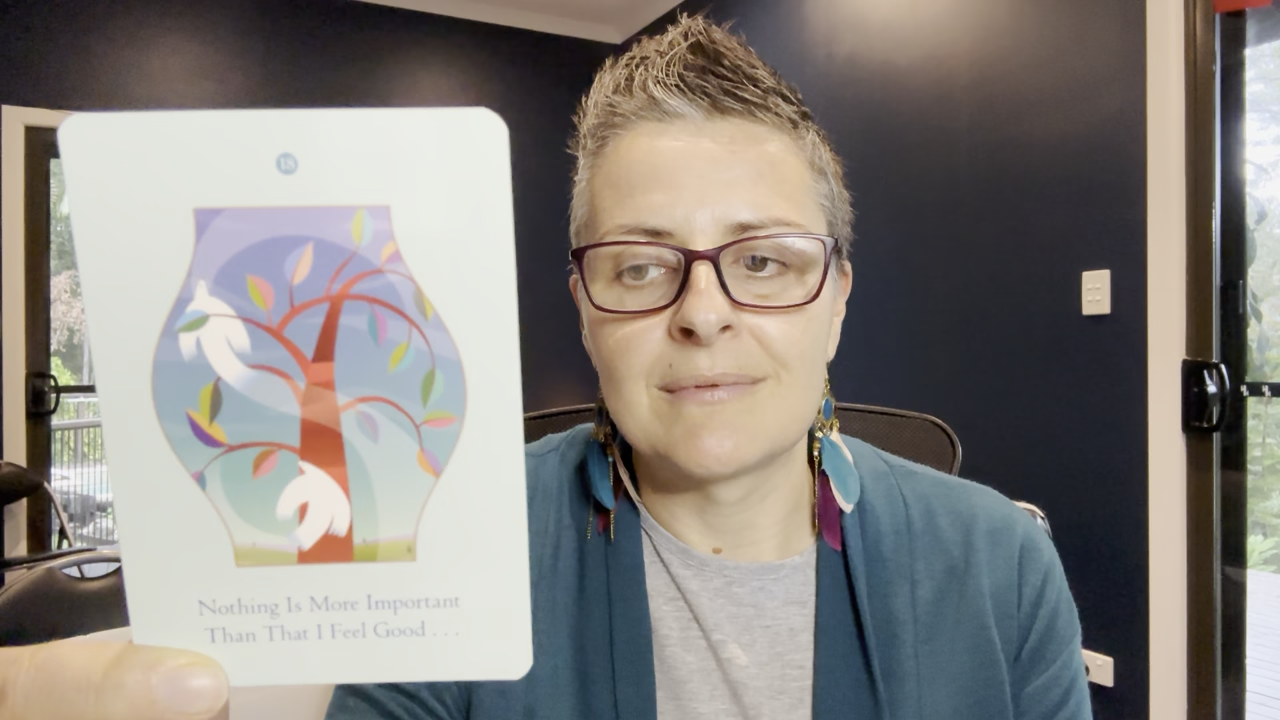 18
Nothing Is More Important
Than That I Feel Good . . .